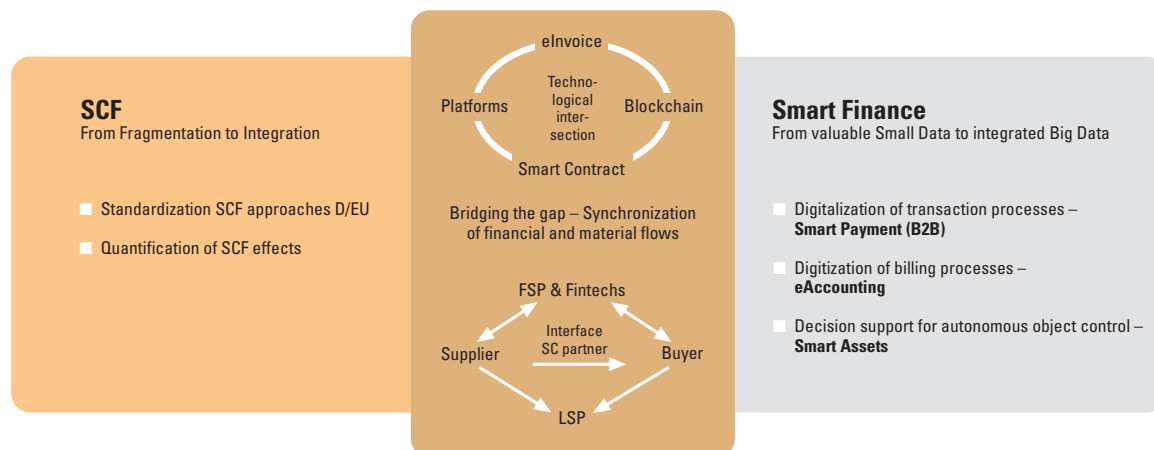 SCF
From Fragmentation to Integration
Standardization SCF approaches D/EU
Quantification of SCF effects
eInvoice
Platforms
Techno-
logical
inter-
section
Blockchain
Smart Contract
Bridging the gap – Synchronization
of financial and material flows
FSP & Fintechs
Interface
SC partner
Supplier
Buyer
LSP
Smart Finance
From valuable Small Data to integrated Big Data
Digitalization of transaction processes –
Smart Payment (B2B)
Digitization of billing processes –
eAccounting
Decision support for autonomous object control –
Smart Assets